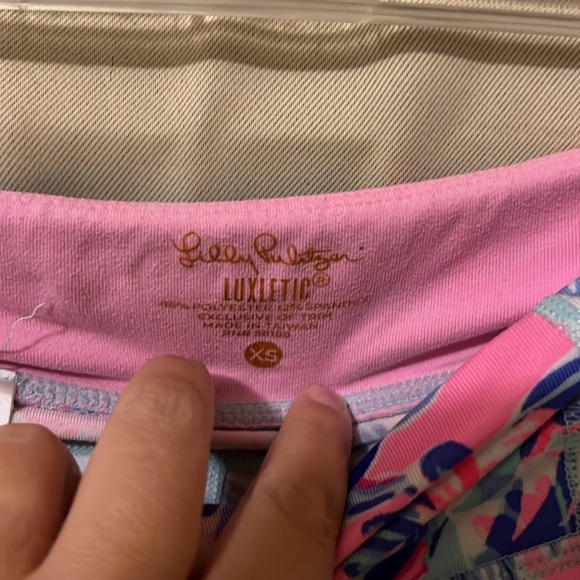 Lilly Pulitzer
LUXLETIC®
POLYESTER SPANDEX
EXCLUSIVE OF TRIM
MADE IN TAIWAN
XS